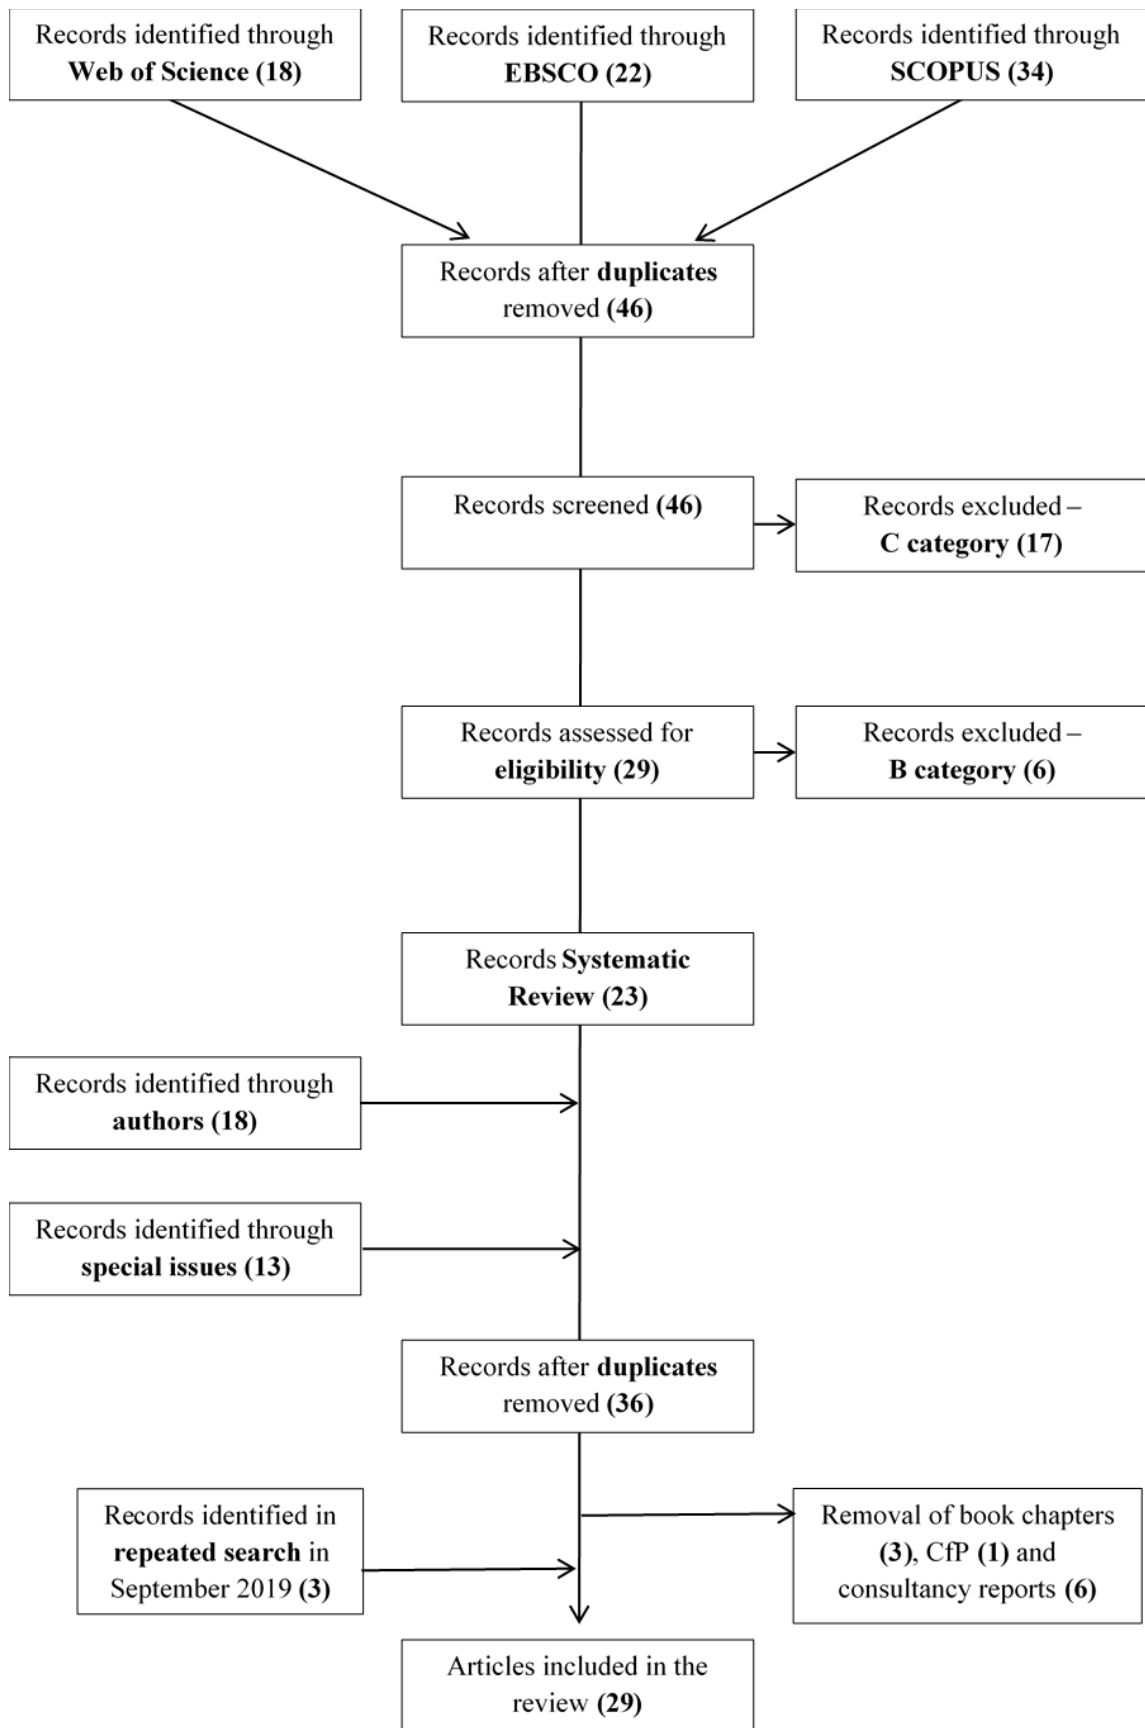 Records identified through
Web of Science (18)
Records identified through
EBSCO (22)
Records identified through
SCOPUS (34)
Records after duplicates
removed (46)
Records screened (46)
Records excluded –
C category (17)
Records assessed for
eligibility (29)
Records excluded –
B category (6)
Records Systematic
Review (23)
Records identified through
authors (18)
Records identified through
special issues (13)
Records after duplicates
removed (36)
Records identified in
repeated search in
September 2019 (3)
Removal of book chapters
(3), CfP (1) and
consultancy reports (6)
Articles included in the
review (29)